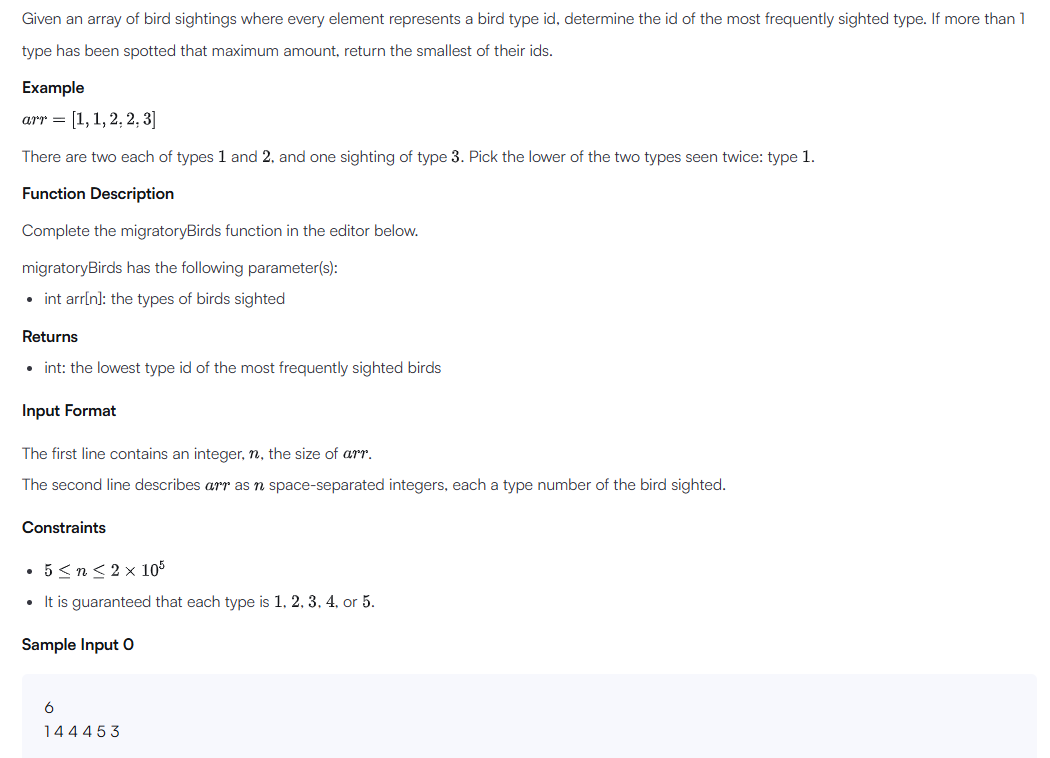 Given an array of bird sightings where every element represents a bird type id, determine the id of the most frequently sighted type. If more than 1
type has been spotted that maximum amount, return the smallest of their ids.
Example
arr = [1, 1, 2, 2, 3]
There are two each of types 1 and 2, and one sighting of type 3. Pick the lower of the two types seen twice: type 1.
Function Description
Complete the migratoryBirds function in the editor below.
migratoryBirds has the following parameter(s):
• int arr[n]: the types of birds sighted
Returns
• int: the lowest type id of the most frequently sighted birds
Input Format
The first line contains an integer, n, the size of arr.
The second line describes arr as n space-separated integers, each a type number of the bird sighted.
Constraints
• 5 ≤ n ≤ 2 × 10⁵
• It is guaranteed that each type is 1, 2, 3, 4, or 5.
Sample Input 0
6
1 4 4 4 5 3